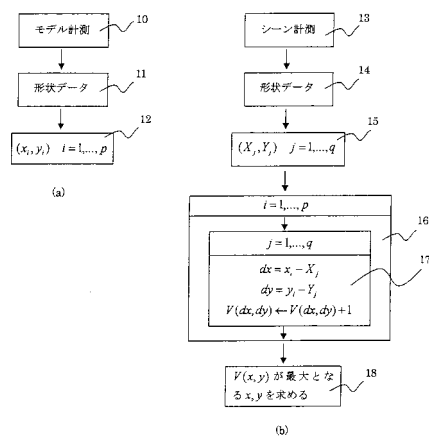 モデル計測
10
形状データ
11
12
(x_i, y_i) i = 1,..., p
(a)
シーン計測
13
形状データ
14
15
(X_j, Y_j) j = 1,..., q
i = 1,..., p
16
j = 1,..., q
17
dx = x_i − X_j
dy = y_i − Y_j
V(dx,dy) ← V(dx,dy)+1
V(x, y) が最大とな
る x, y を求める
18
(b)